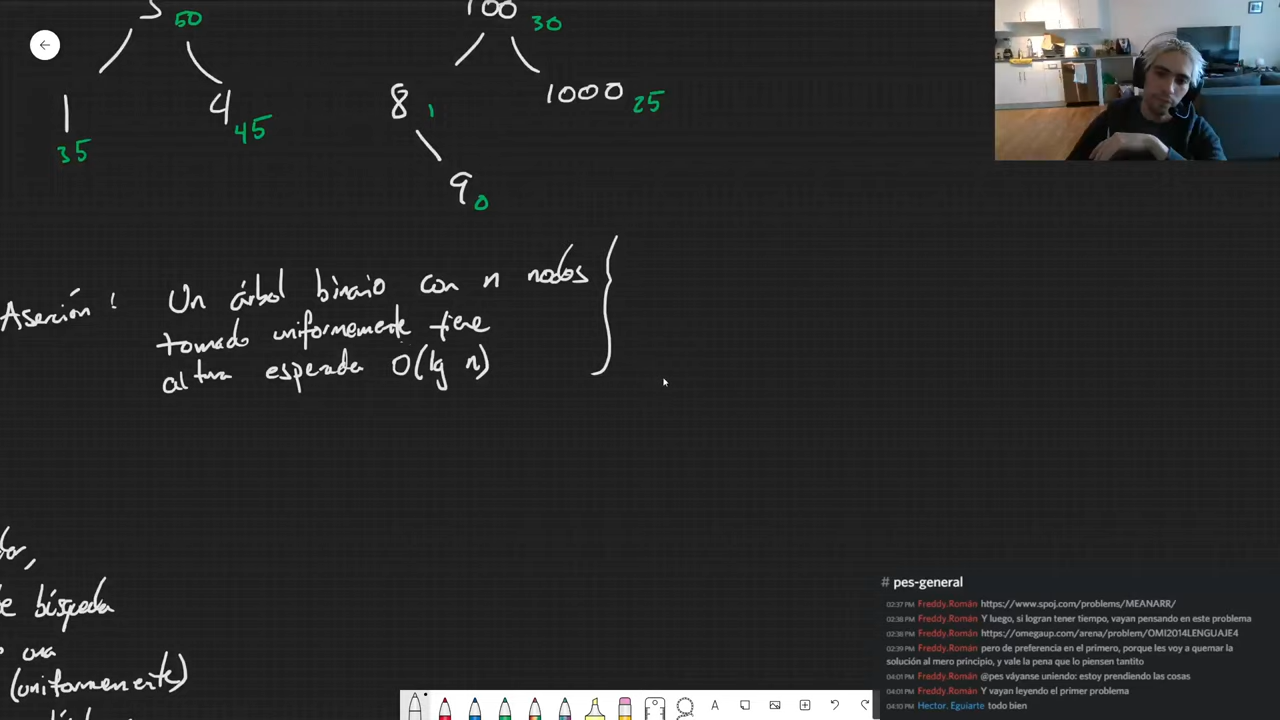 50
100
30
1
35
4
45
8
1
1000
25
9
0
Aserción: Un árbol binario con n nodos
tomado uniformemente tiene
altura esperada O(lg n)
de búsqueda
(uniformemente)
# pes-general
02:37 PM Freddy.Román https://www.spoj.com/problems/MEANARR/
02:38 PM Freddy.Román Y luego, si logran tener tiempo, vayan pensando en este problema
02:38 PM Freddy.Román https://omegaup.com/arena/problem/OMI2014LENGUAJE4
02:39 PM Freddy.Román pero de preferencia en el primero, porque les voy a quemar la
solución al mero principio, y vale la pena que lo piensen tantito
04:01 PM Freddy.Román @pes váyanse uniendo: estoy prendiendo las cosas
04:01 PM Freddy.Román Y vayan leyendo el primer problema
04:10 PM Hector. Eguiarte todo bien